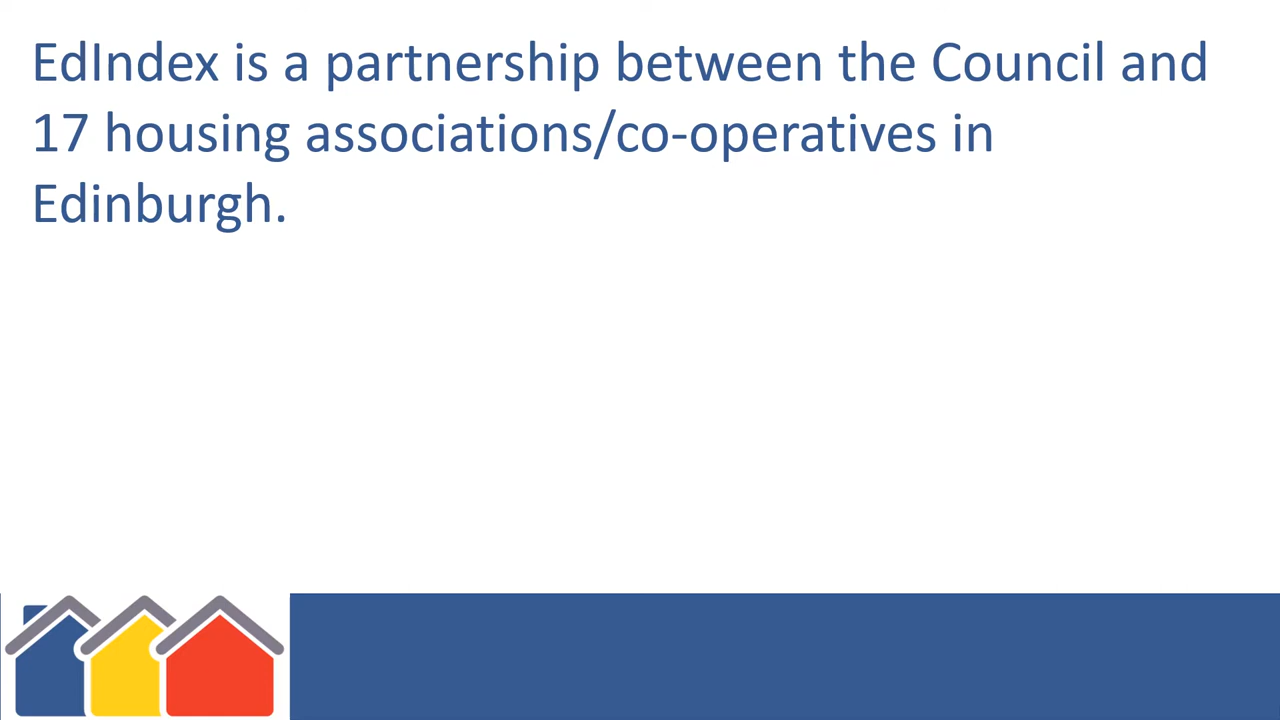 EdIndex is a partnership between the Council and
17 housing associations/co-operatives in
Edinburgh.